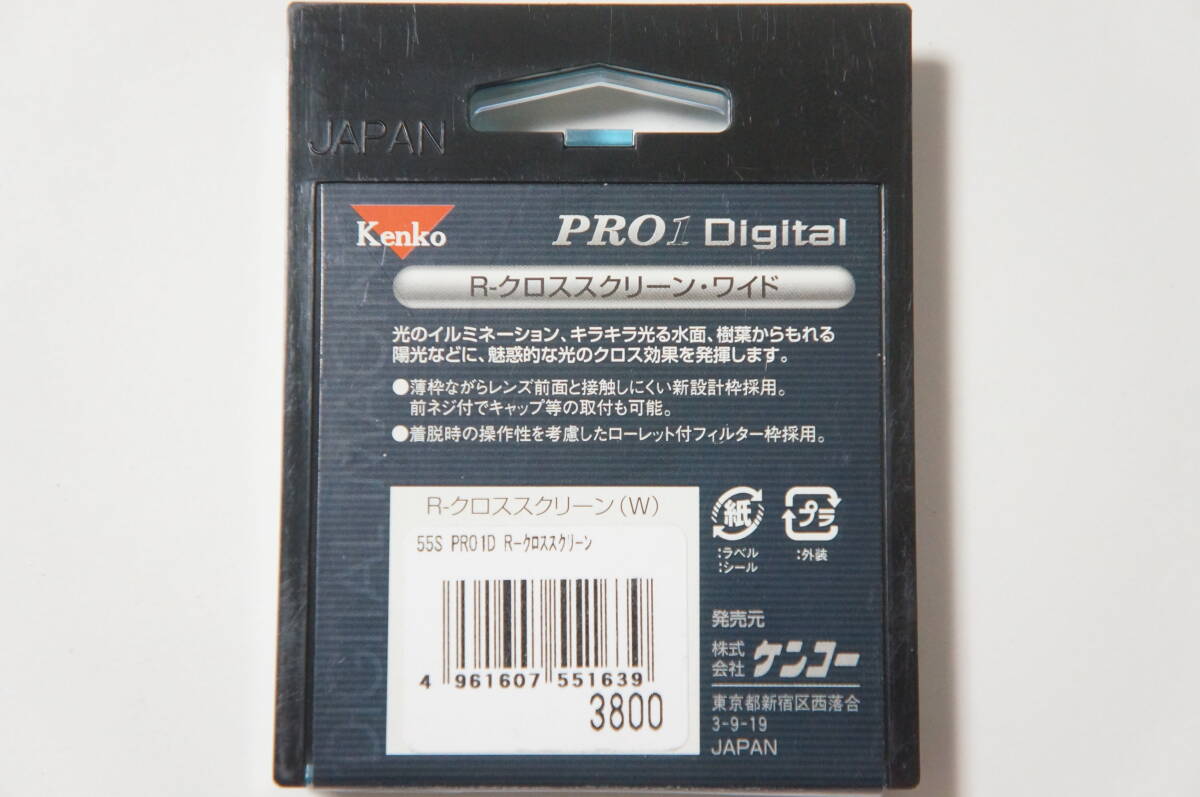 JAPAN
Kenko
PRO1 Digital
R-クロススクリーン・ワイド
光のイルミネーション、キラキラ光る水面、樹葉からもれる
陽光などに、魅惑的な光のクロス効果を発揮します。
●薄枠ながらレンズ前面と接触しにくい新設計枠採用。
前ネジ付でキャップ等の取付も可能。
●着脱時の操作性を考慮したローレット付フィルター枠採用。
R-クロススクリーン(W)
55S PRO1D R-クロススクリーン
4 961607 551639
3800
紙
プラ
:ラベル
:シール
:外装
発売元
株式会社 ケンコー
東京都新宿区西落合
3-9-19
JAPAN